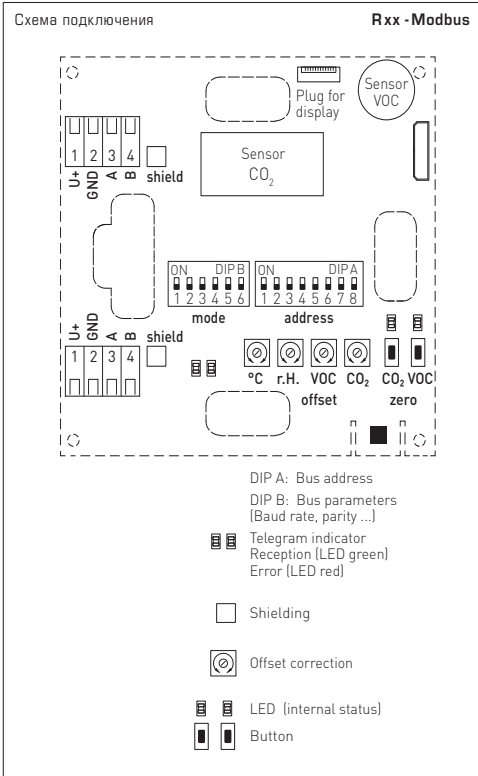 Схема подключения Rxx - Modbus
Plug for
display
Sensor
VOC
Sensor
CO₂
1 2 3 4
U+ GND A B shield
ON DIP B
1 2 3 4 5 6
mode
ON DIP A
1 2 3 4 5 6 7 8
address
U+ GND A B shield
1 2 3 4
°C r.H. VOC CO₂ CO₂ VOC
offset zero
DIP A: Bus address
DIP B: Bus parameters
(Baud rate, parity ...)
Telegram indicator
Reception (LED green)
Error (LED red)
Shielding
Offset correction
LED (internal status)
Button